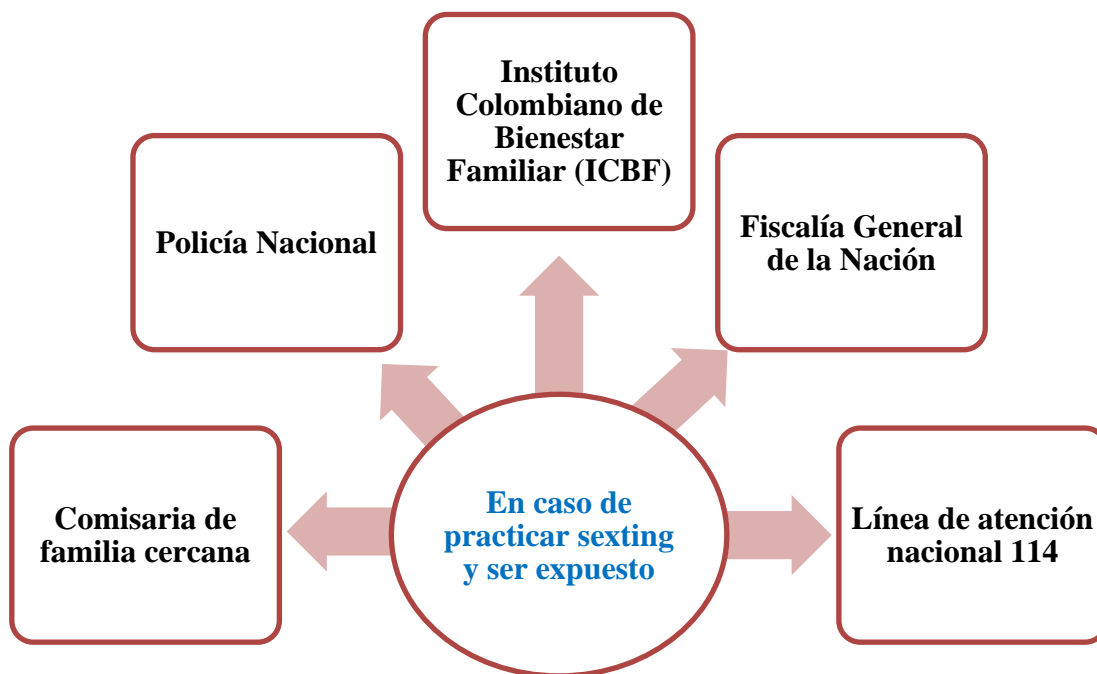 Instituto
Colombiano de
Bienestar
Familiar (ICBF)
Policía Nacional
Fiscalía General
de la Nación
Comisaria de
familia cercana
En caso de
practicar sexting
y ser expuesto
Línea de atención
nacional 114